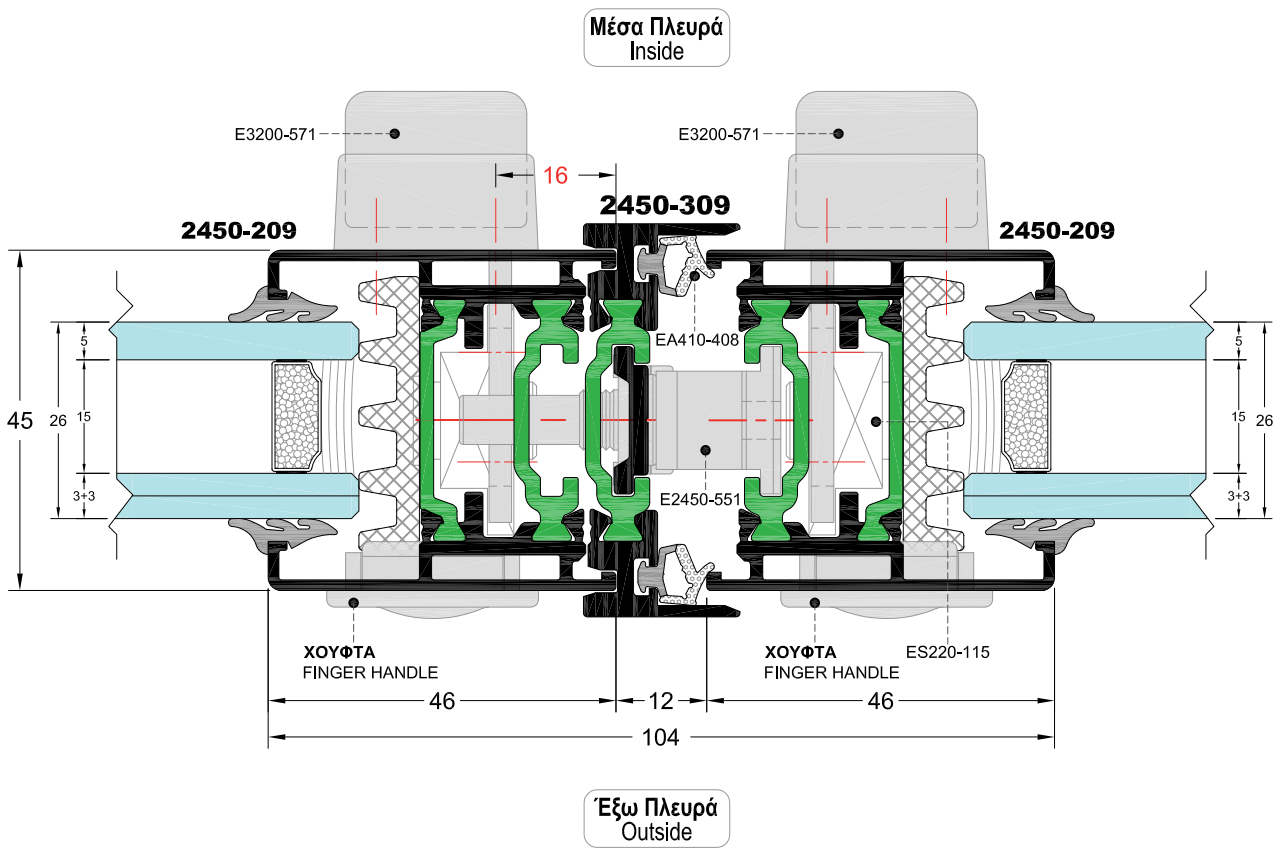 Μέσα Πλευρά
Inside
E3200-571
E3200-571
16
2450-309
2450-209
2450-209
EA410-408
5
5
45
26
15
15
26
3+3
3+3
E2450-551
ΧΟΥΦΤΑ
FINGER HANDLE
ΧΟΥΦΤΑ
FINGER HANDLE
ES220-115
46
12
46
104
Έξω Πλευρά
Outside